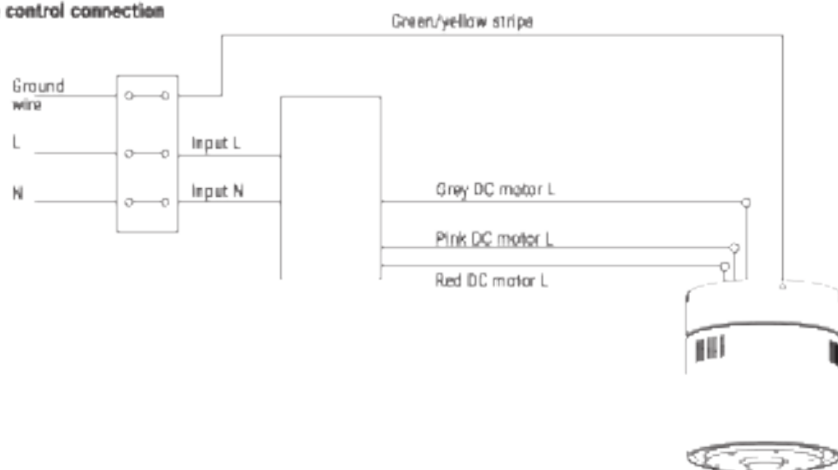 control connection
Green/yellow stripe
Ground
wire
L
Input L
N
Input N
Grey DC motor L
Pink DC motor L
Red DC motor L